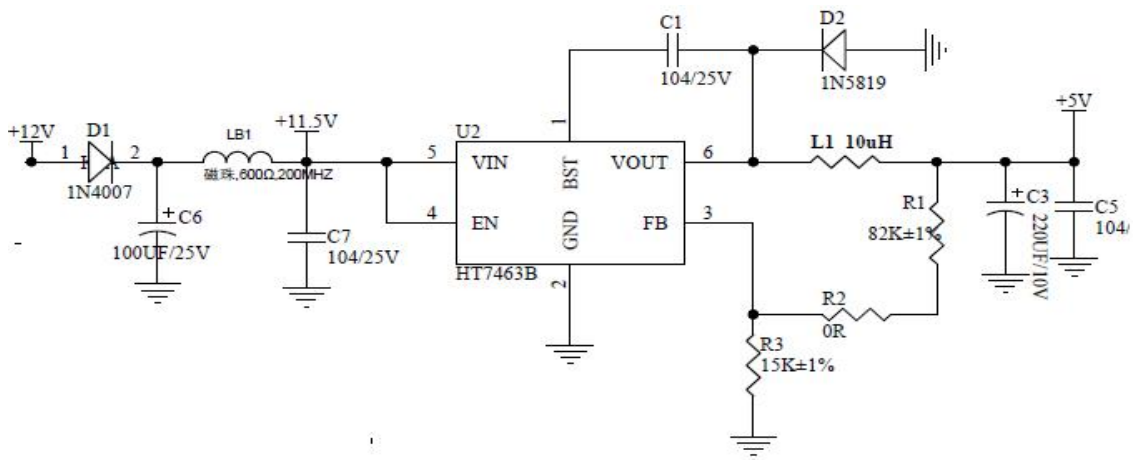 C1
104/25V
D2
1N5819
+12V
D1
1 2
1N4007
LB1
磁珠,600Ω,200MHZ
+11.5V
C6
100UF/25V
C7
104/25V
U2
1
5 VIN
BST
VOUT 6
4 EN
GND
FB 3
HT7463B
2
L1 10uH
+5V
R1
82K±1%
C3
220UF/10V
C5
104/
R2
0R
R3
15K±1%